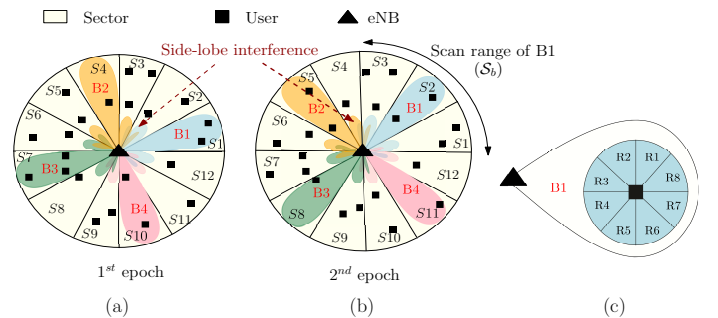 Sector User eNB
Side-lobe interference
Scan range of B1
(𝒮b)
S4
S3
S5
B2
S2
S6
B1
S1
S7
B3
S12
S8
B4
S11
S9
S10
1st epoch
(a)
S4
S3
S5
S2
B2
B1
S6
S1
S7
S12
B3
B4
S8
S11
S9
S10
2nd epoch
(b)
R2 R1
B1
R3 R8
R4 R7
R5 R6
(c)